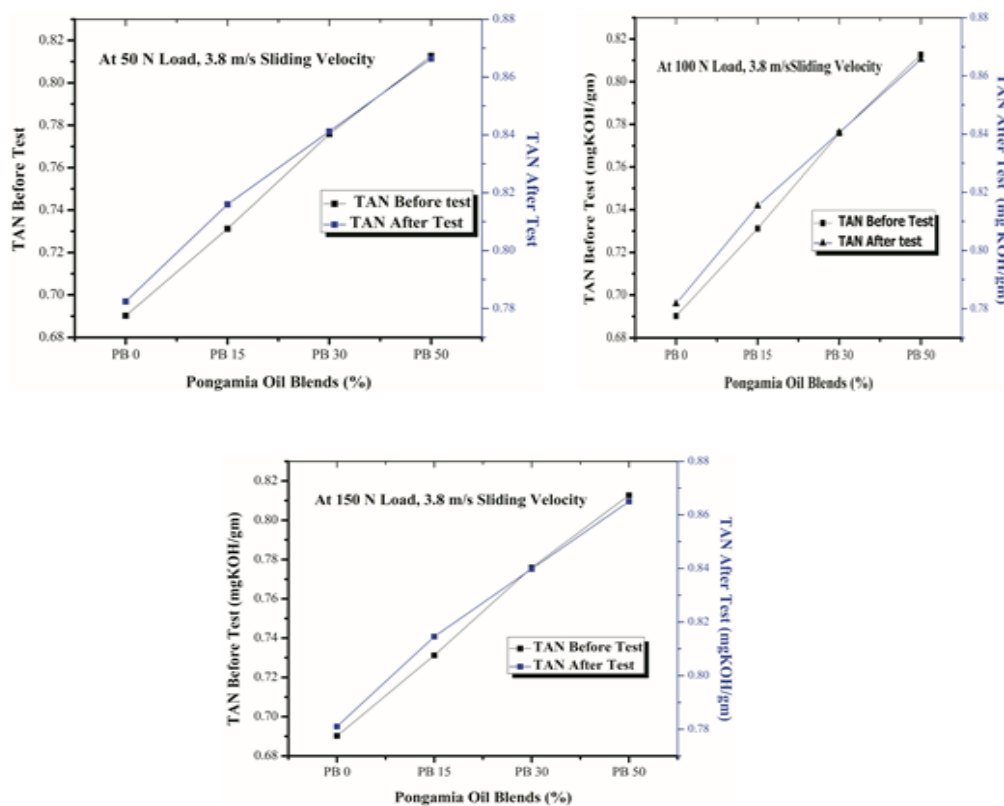 At 50 N Load, 3.8 m/s Sliding Velocity
TAN Before Test
0.82
0.80
0.78
0.76
0.74
0.72
0.70
0.68
TAN Before test
TAN After Test
0.88
0.86
0.84
0.82
0.80
0.78
TAN After Test
PB 0 PB 15 PB 30 PB 50
Pongamia Oil Blends (%)
At 100 N Load, 3.8 m/sSliding Velocity
TAN Before Test (mgKOH/gm)
0.82
0.80
0.78
0.76
0.74
0.72
0.70
0.68
TAN Before Test
TAN After test
0.88
0.86
0.84
0.82
0.80
0.78
TAN After Test (mg KOH/gm)
PB 0 PB 15 PB 30 PB 50
Pongamia Oil Blends (%)
At 150 N Load, 3.8 m/s Sliding Velocity
TAN Before Test (mgKOH/gm)
0.82
0.80
0.78
0.76
0.74
0.72
0.70
0.68
TAN Before Test
TAN After Test
0.88
0.86
0.84
0.82
0.80
0.78
TAN After Test (mgKOH/gm)
PB 0 PB 15 PB 30 PB 50
Pongamia Oil Blends (%)